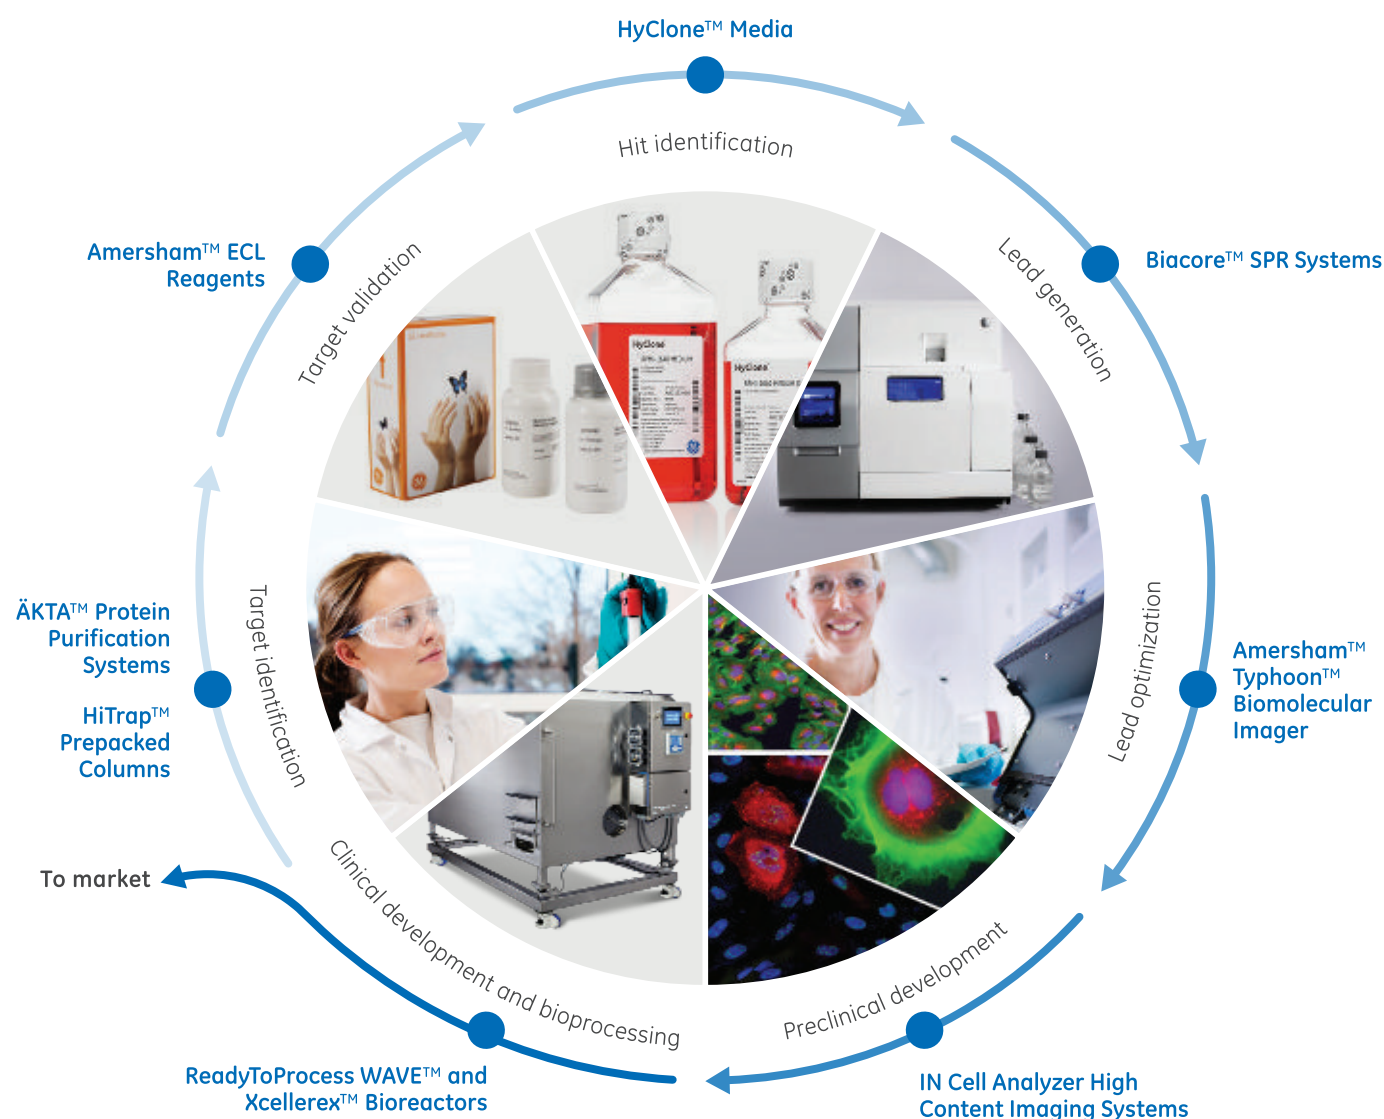 HyClone™ Media
Hit identification
Amersham™ ECL
Reagents
Target validation
Lead generation
Biacore™ SPR Systems
HyClone
HyClone
ÄKTA™ Protein
Purification
Systems
HiTrap™
Prepacked
Columns
Target identification
Lead optimization
Amersham™
Typhoon™
Biomolecular
Imager
To market
Clinical development and bioprocessing
Preclinical development
ReadyToProcess WAVE™ and
Xcellerex™ Bioreactors
IN Cell Analyzer High
Content Imaging Systems